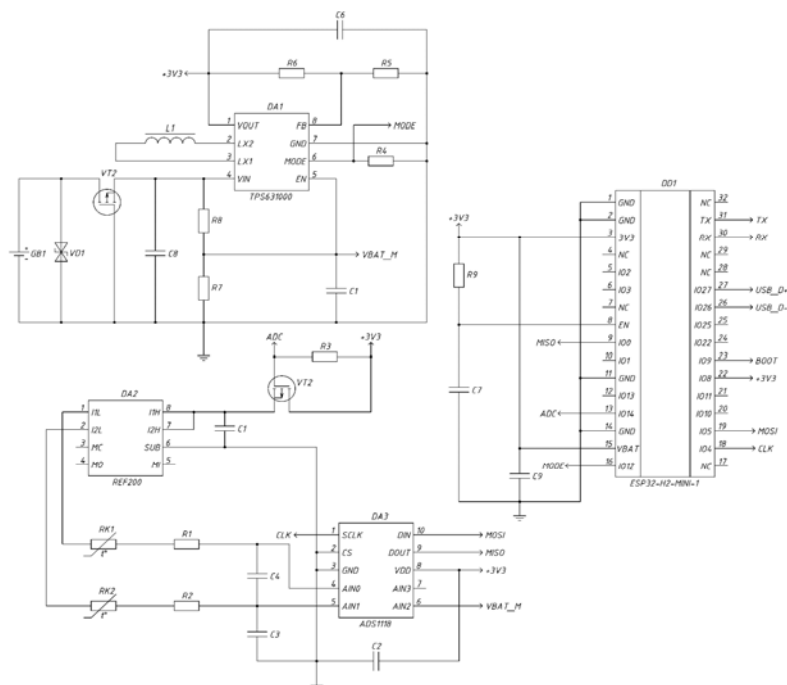 C6
+3V3
R6
R5
DA1
1 VOUT FB 8
L1
2 LX2 GND 7
MODE
3 LX1 MODE 6
R4
VT2
4 VIN EN 5
TPS631000
R8
GB1
VD1
C8
VBAT_M
R7
C1
DD1
1 GND NC 32
2 GND TX 31 TX
+3V3
3 3V3 RX 30 RX
4 NC NC 29
5 IO2 NC 28
R9
6 IO3 IO27 27 USB_D+
7 NC IO26 26 USB_D-
8 EN IO25 25
MISO 9 IO0 IO22 24
10 IO1 IO9 23 BOOT
11 GND IO8 22 +3V3
C7
12 IO13 IO11 21
ADC 13 IO14 IO10 20
14 GND IO5 19 MOSI
15 VBAT IO4 18 CLK
MODE 16 IO12 NC 17
C9
ESP32-H2-MINI-1
ADC
R3
+3V3
VT2
DA2
1 I1L I1H 8
2 I2L I2H 7
C1
3 MC SUB 6
4 MO MI 5
REF200
RK1
t°
R1
RK2
t°
R2
C4
C3
C2
DA3
CLK 1 SCLK DIN 10 MOSI
2 CS DOUT 9 MISO
3 GND VDD 8 +3V3
4 AIN0 AIN3 7
5 AIN1 AIN2 6 VBAT_M
ADS1118